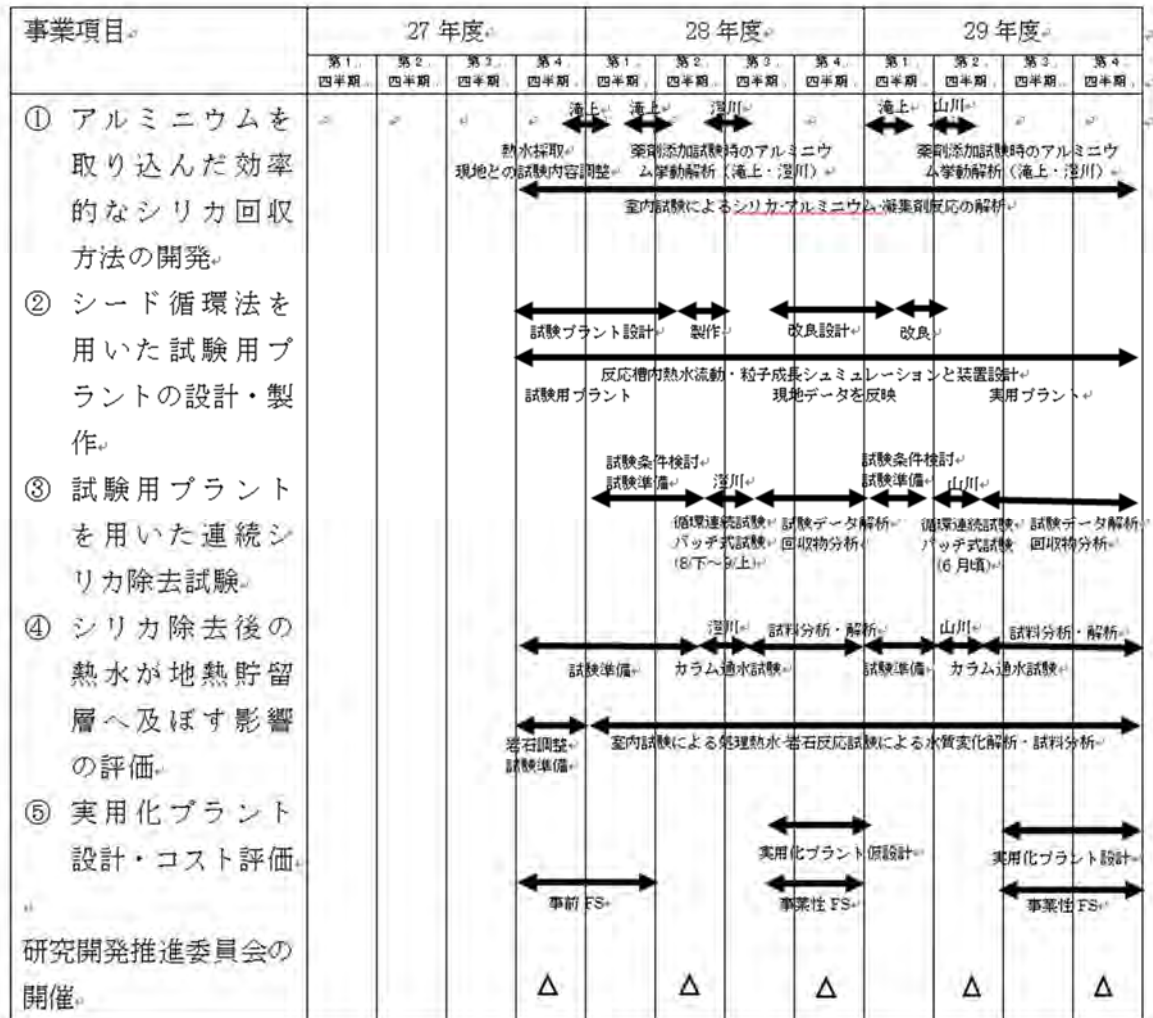 事業項目
27 年度
28 年度
29 年度
第1 第2 第3 第4 第1 第2 第3 第4 第1 第2 第3 第4
四半期 四半期 四半期 四半期 四半期 四半期 四半期 四半期 四半期 四半期 四半期 四半期
① アルミニウムを
取り込んだ効率
的なシリカ回収
方法の開発
滝上 滝上 澄川 滝上 山川
熱水採取
現地との試験内容調整
薬剤添加試験時のアルミニウ
ム挙動解析（滝上・澄川）
薬剤添加試験時のアルミニウ
ム挙動解析（滝上・澄川）
室内試験によるシリカ-アルミニウム-凝集剤反応の解析
② シード循環法を
用いた試験用プ
ラントの設計・製
作
試験プラント設計 製作 改良設計 改良
反応槽内熱水流動・粒子成長シュミュレーションと装置設計
試験用プラント 現地データを反映 実用プラント
③ 試験用プラント
を用いた連続シ
リカ除去試験
試験条件検討
試験準備
澄川
試験条件検討
試験準備
山川
循環連続試験
バッチ式試験
(8/下～9/上)
試験データ解析
回収物分析
循環連続試験
バッチ式試験
(6 月頃)
試験データ解析
回収物分析
④ シリカ除去後の
熱水が地熱貯留
層へ及ぼす影響
の評価
澄川 試料分析・解析 山川 試料分析・解析
試験準備 カラム通水試験 試験準備 カラム通水試験
岩石調整
試験準備
室内試験による処理熱水-岩石反応試験による水質変化解析・試料分析
⑤ 実用化プラント
設計・コスト評価
実用化プラント仮設計 実用化プラント設計
事前 FS 事業性 FS 事業性 FS
研究開発推進委員会の
開催
△ △ △ △ △